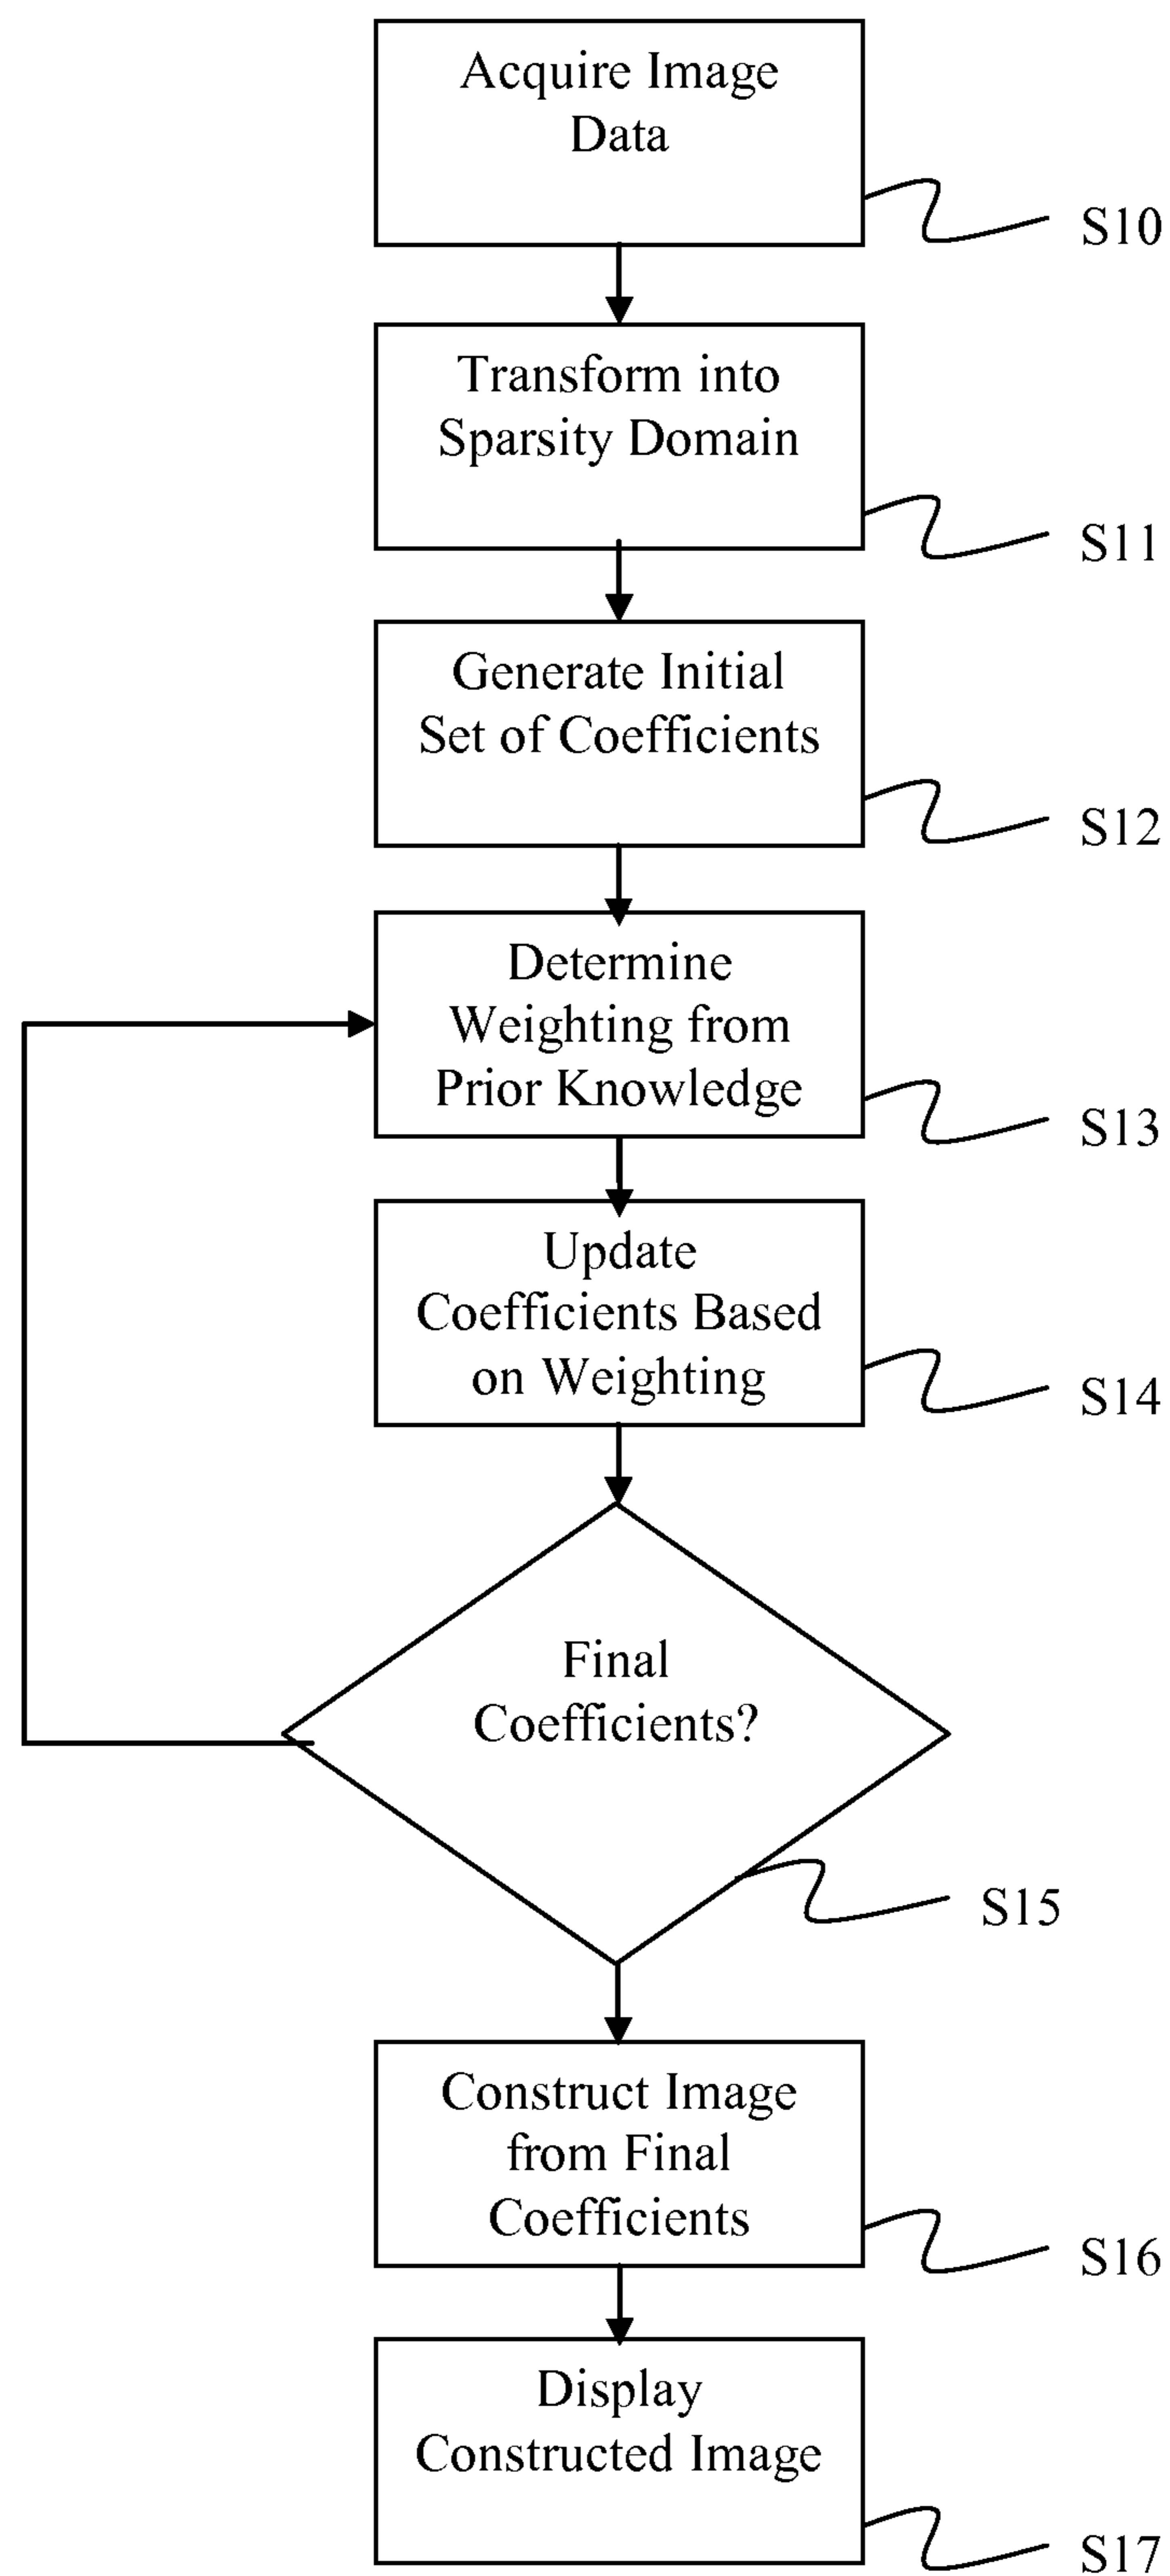 Acquire Image
Data
S10
Transform into
Sparsity Domain
S11
Generate Initial
Set of Coefficients
S12
Determine
Weighting from
Prior Knowledge
S13
Update
Coefficients Based
on Weighting
S14
Final
Coefficients?
S15
Construct Image
from Final
Coefficients
S16
Display
Constructed Image
S17